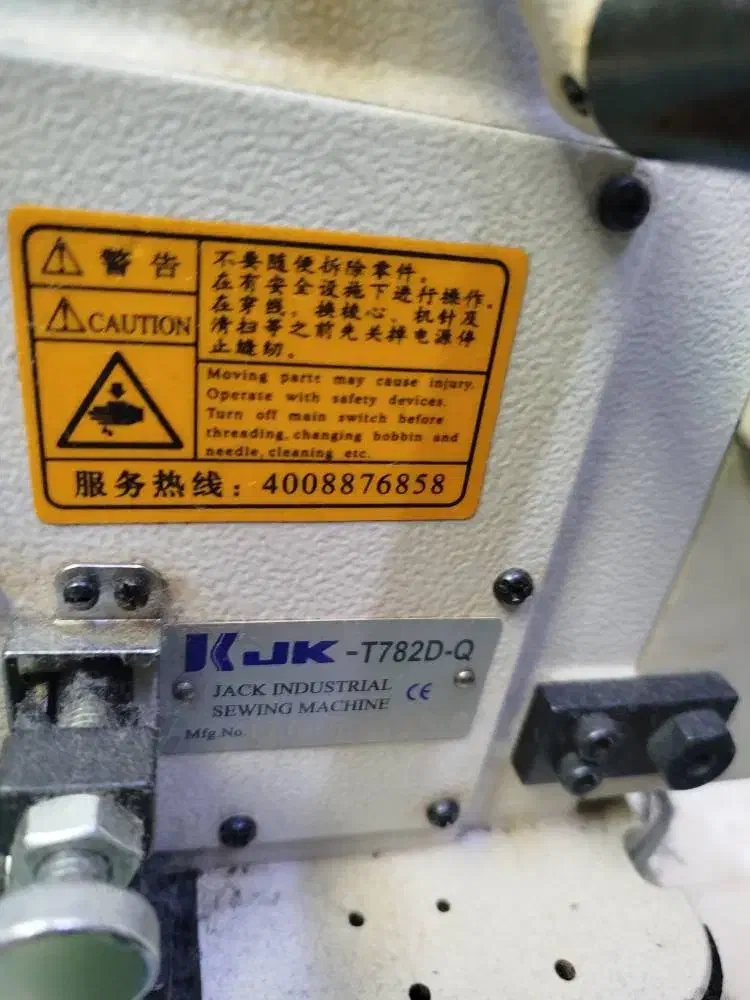 警告
CAUTION
不要随便拆除零件。
在有安全设施下进行操作。
在穿线，换梭心、机针及
清扫等之前先关掉电源停
止缝纫。
Moving parts may cause injury.
Operate with safety devices.
Turn off main switch before
threading, changing bobbin and
needle, cleaning etc.
服务热线：4008876858
JK -T782D-Q
JACK INDUSTRIAL
SEWING MACHINE CE
Mfg.No.